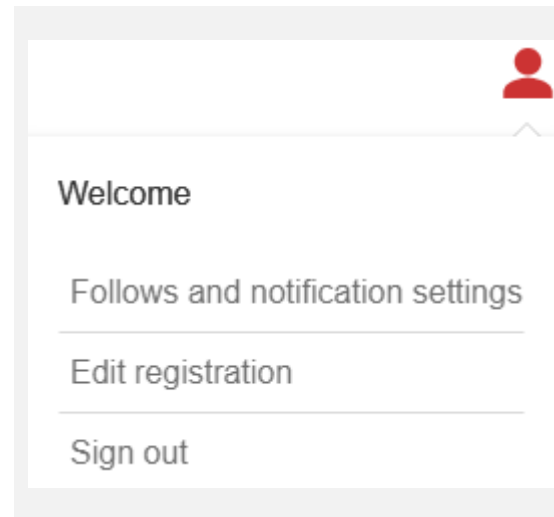 Welcome
Follows and notification settings
Edit registration
Sign out